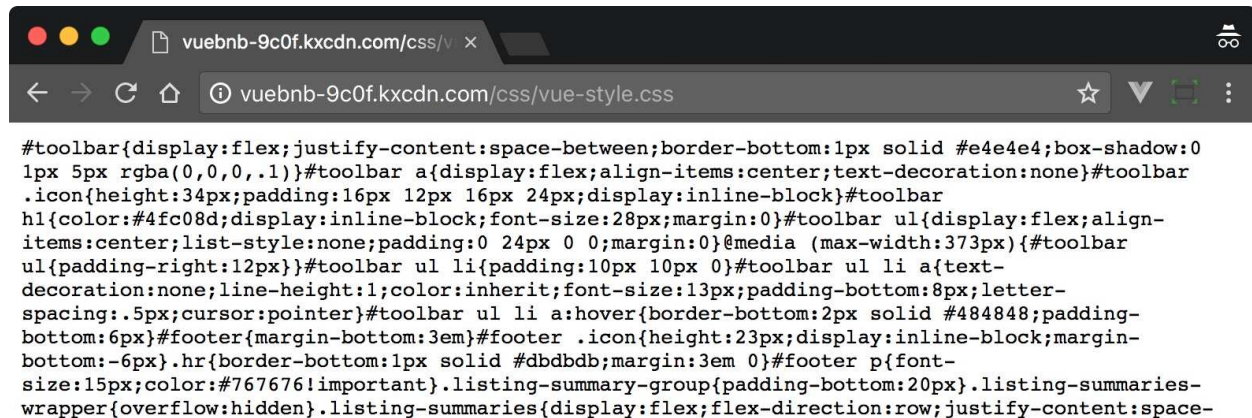 vuebnb-9c0f.kxcdn.com/css/v
vuebnb-9c0f.kxcdn.com/css/vue-style.css
#toolbar{display:flex;justify-content:space-between;border-bottom:1px solid #e4e4e4;box-shadow:0
1px 5px rgba(0,0,0,.1)}#toolbar a{display:flex;align-items:center;text-decoration:none}#toolbar
.icon{height:34px;padding:16px 12px 16px 24px;display:inline-block}#toolbar
h1{color:#4fc08d;display:inline-block;font-size:28px;margin:0}#toolbar ul{display:flex;align-
items:center;list-style:none;padding:0 24px 0 0;margin:0}@media (max-width:373px){#toolbar
ul{padding-right:12px}}#toolbar ul li{padding:10px 10px 0}#toolbar ul li a{text-
decoration:none;line-height:1;color:inherit;font-size:13px;padding-bottom:8px;letter-
spacing:.5px;cursor:pointer}#toolbar ul li a:hover{border-bottom:2px solid #484848;padding-
bottom:6px}#footer{margin-bottom:3em}#footer .icon{height:23px;display:inline-block;margin-
bottom:-6px}.hr{border-bottom:1px solid #dbdbdb;margin:3em 0}#footer p{font-
size:15px;color:#767676!important}.listing-summary-group{padding-bottom:20px}.listing-summaries-
wrapper{overflow:hidden}.listing-summaries{display:flex;flex-direction:row;justify-content:space-